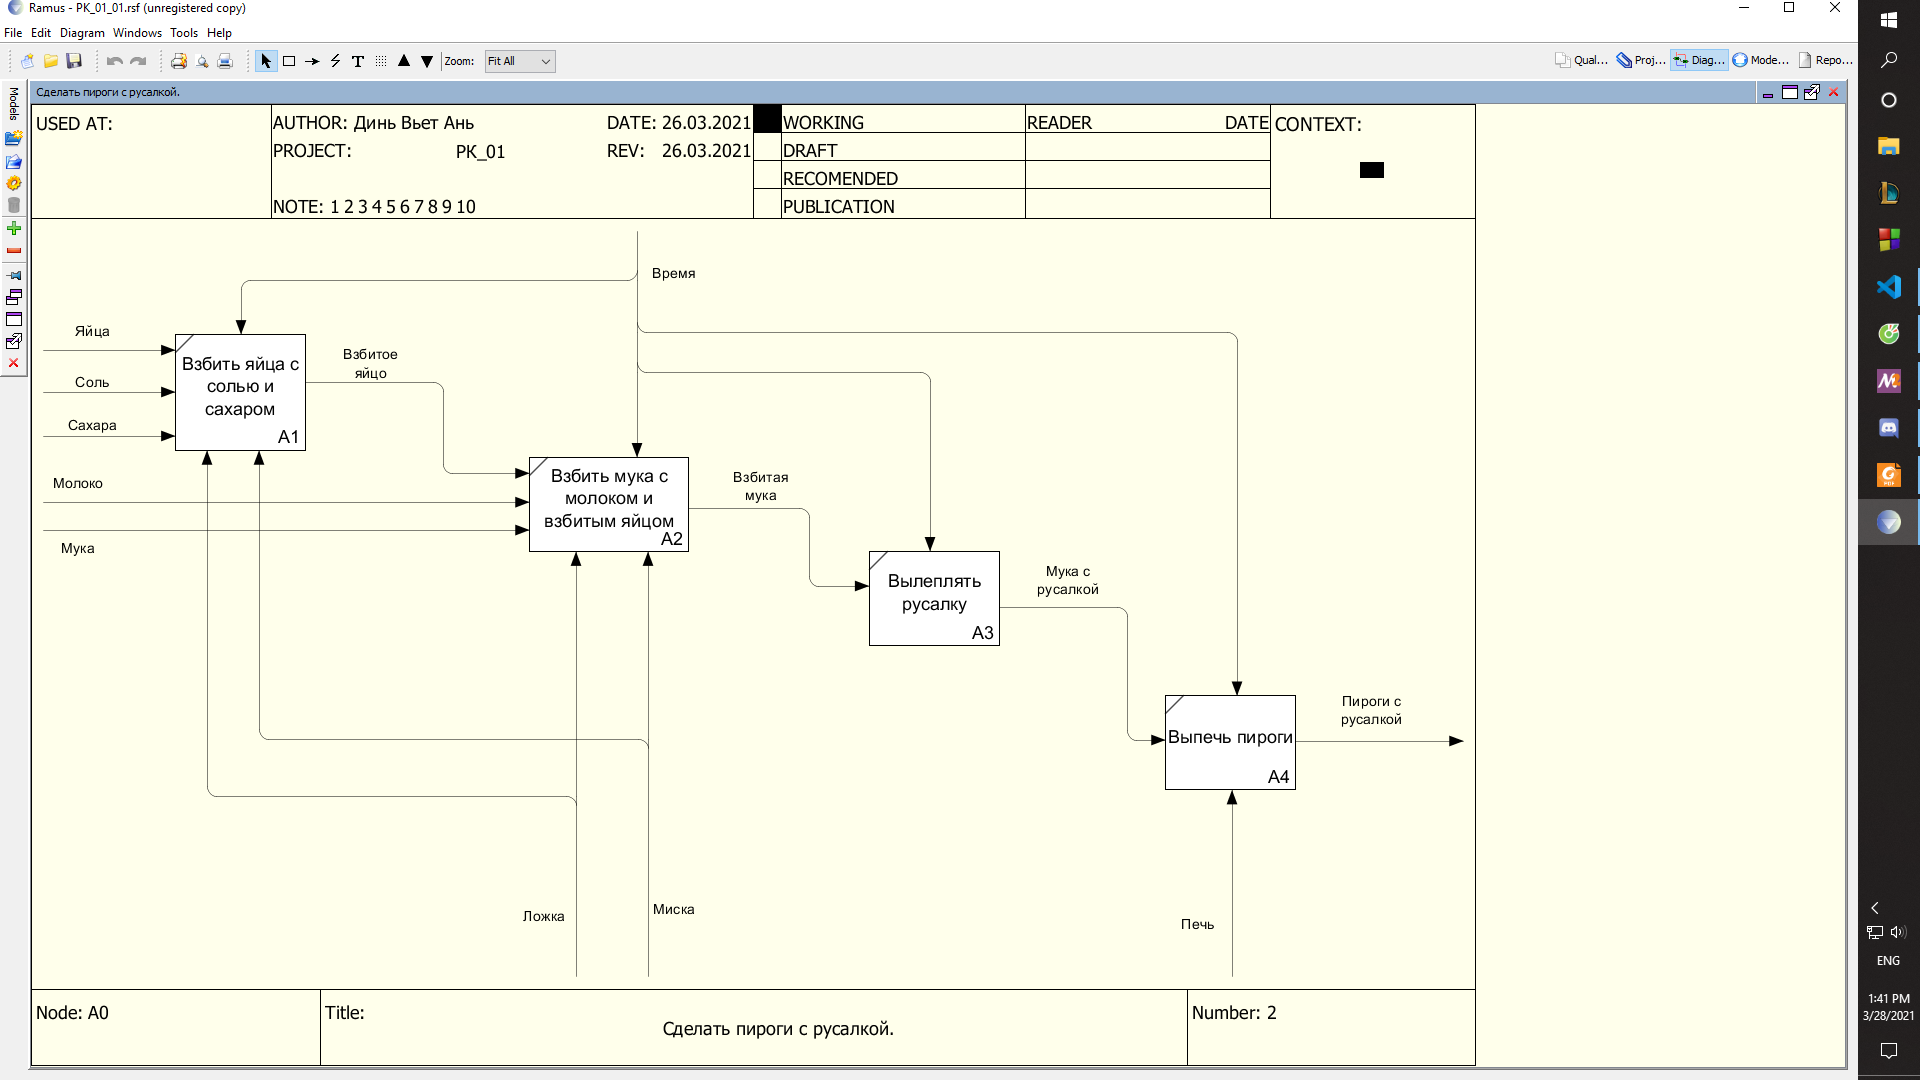 Ramus - PK_01_01.rsf (unregistered copy)
File Edit Diagram Windows Tools Help
Zoom: Fit All
Qual... Proj... Diag... Mode... Repo...
Models
Сделать пироги с русалкой.
USED AT:
AUTHOR: Динь Вьет Ань
DATE: 26.03.2021
PROJECT: PK_01
REV: 26.03.2021
NOTE: 1 2 3 4 5 6 7 8 9 10
WORKING
DRAFT
RECOMENDED
PUBLICATION
READER DATE
CONTEXT:
Время
Яйца
Соль
Сахара
Взбить яйца с
солью и
сахаром
A1
Взбитое
яйцо
Молоко
Мука
Взбить мука с
молоком и
взбитым яйцом
A2
Взбитая
мука
Вылеплять
русалку
A3
Мука с
русалкой
Выпечь пироги
A4
Пироги с
русалкой
Ложка
Миска
Печь
Node: A0
Title:
Сделать пироги с русалкой.
Number: 2
ENG
1:41 PM
3/28/2021